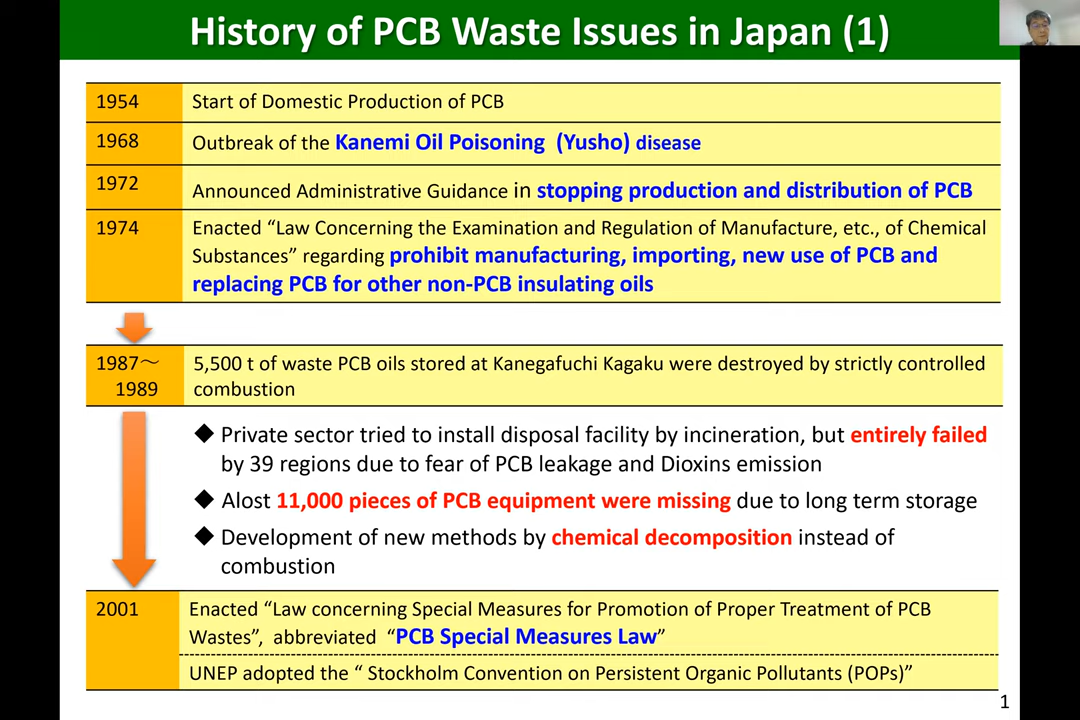 History of PCB Waste Issues in Japan (1)
1954 Start of Domestic Production of PCB
1968 Outbreak of the Kanemi Oil Poisoning (Yusho) disease
1972 Announced Administrative Guidance in stopping production and distribution of PCB
1974 Enacted “Law Concerning the Examination and Regulation of Manufacture, etc., of Chemical
Substances” regarding prohibit manufacturing, importing, new use of PCB and
replacing PCB for other non-PCB insulating oils
1987～ 5,500 t of waste PCB oils stored at Kanegafuchi Kagaku were destroyed by strictly controlled
1989 combustion
◆ Private sector tried to install disposal facility by incineration, but entirely failed
by 39 regions due to fear of PCB leakage and Dioxins emission
◆ Alost 11,000 pieces of PCB equipment were missing due to long term storage
◆ Development of new methods by chemical decomposition instead of
combustion
2001 Enacted “Law concerning Special Measures for Promotion of Proper Treatment of PCB
Wastes”, abbreviated “PCB Special Measures Law”
UNEP adopted the “ Stockholm Convention on Persistent Organic Pollutants (POPs)”
1